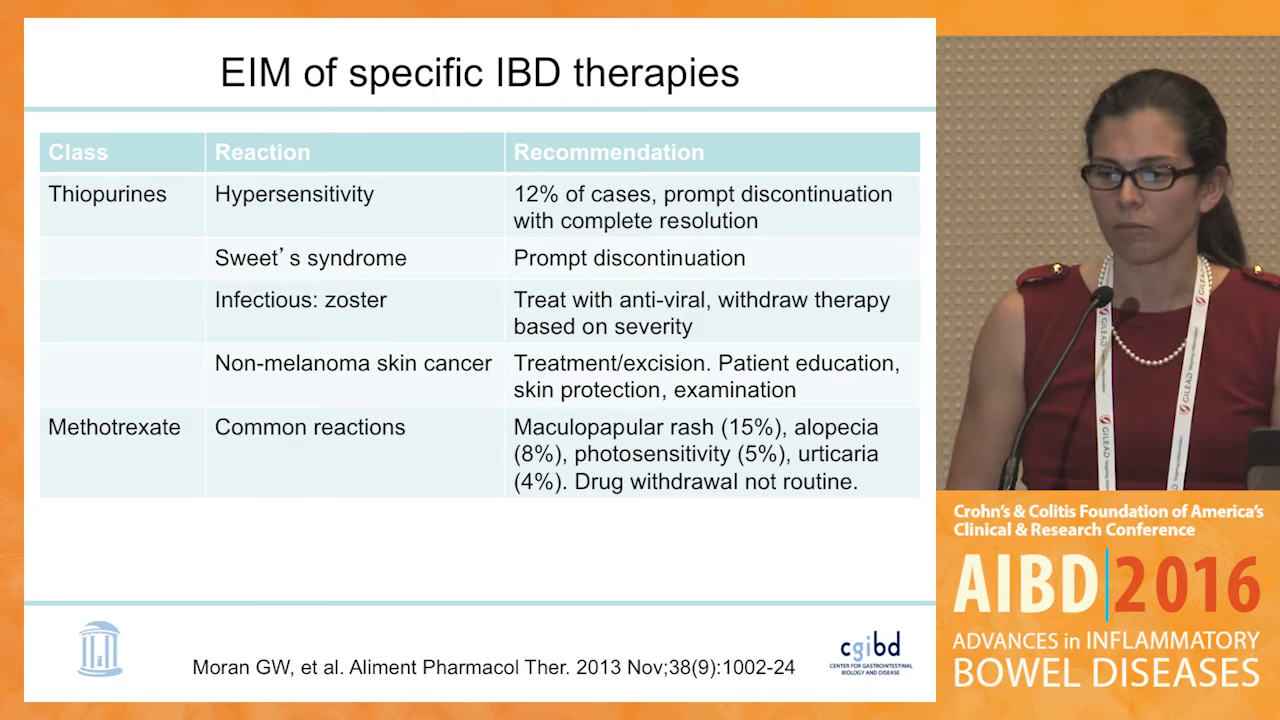 EIM of specific IBD therapies
Class
Reaction
Recommendation
Thiopurines
Hypersensitivity
12% of cases, prompt discontinuation
with complete resolution
Sweet's syndrome
Prompt discontinuation
Infectious: zoster
Treat with anti-viral, withdraw therapy
based on severity
Non-melanoma skin cancer
Treatment/excision. Patient education,
skin protection, examination
Methotrexate
Common reactions
Maculopapular rash (15%), alopecia
(8%), photosensitivity (5%), urticaria
(4%). Drug withdrawal not routine.
Moran GW, et al. Aliment Pharmacol Ther. 2013 Nov;38(9):1002-24
cgibd
CENTER FOR GASTROINTESTINAL
BIOLOGY AND DISEASE
GILEAD
GILEAD
GILEAD
GILEAD
Crohn's & Colitis Foundation of America's
Clinical & Research Conference
AIBD|2016
ADVANCES in INFLAMMATORY
BOWEL DISEASES